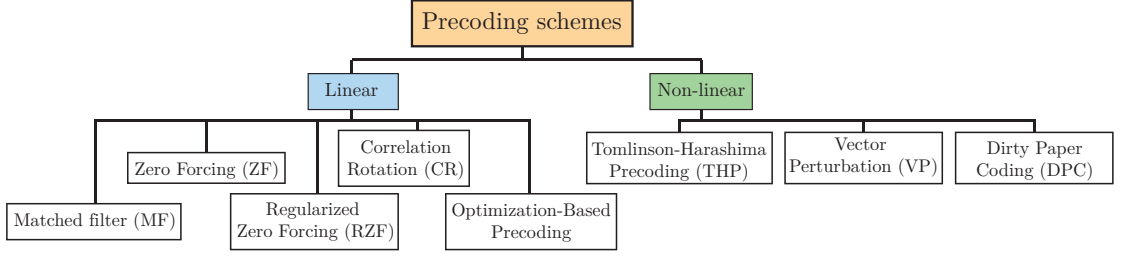 Precoding schemes
Linear
Non-linear
Matched filter (MF)
Zero Forcing (ZF)
Regularized
Zero Forcing (RZF)
Correlation
Rotation (CR)
Optimization-Based
Precoding
Tomlinson-Harashima
Precoding (THP)
Vector
Perturbation (VP)
Dirty Paper
Coding (DPC)